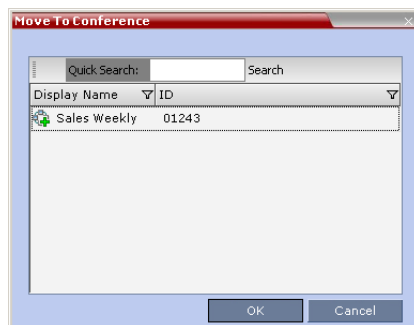 Move To Conference
Quick Search: Search
Display Name ID
Sales Weekly 01243
OK Cancel